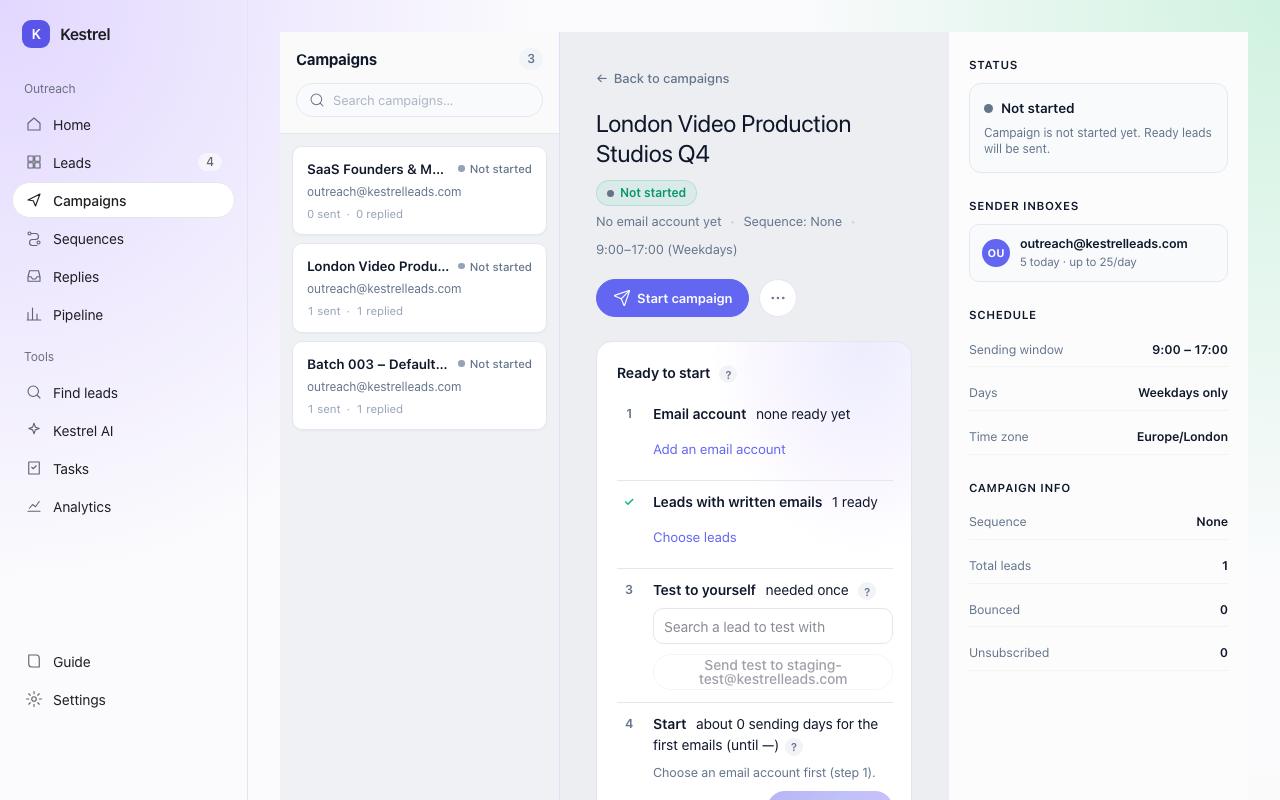 K Kestrel
Outreach
Home
Leads 4
Campaigns
Sequences
Replies
Pipeline
Tools
Find leads
Kestrel AI
Tasks
Analytics
Guide
Settings
Campaigns 3
Search campaigns...
SaaS Founders & M... Not started
outreach@kestrelleads.com
0 sent · 0 replied
London Video Produ... Not started
outreach@kestrelleads.com
1 sent · 1 replied
Batch 003 – Default... Not started
outreach@kestrelleads.com
1 sent · 1 replied
← Back to campaigns
London Video Production
Studios Q4
Not started
No email account yet · Sequence: None ·
9:00–17:00 (Weekdays)
Start campaign ···
Ready to start ?
1 Email account none ready yet
Add an email account
Leads with written emails 1 ready
Choose leads
3 Test to yourself needed once ?
Search a lead to test with
Send test to staging-
test@kestrelleads.com
4 Start about 0 sending days for the
first emails (until —) ?
Choose an email account first (step 1).
STATUS
Not started
Campaign is not started yet. Ready leads
will be sent.
SENDER INBOXES
OU outreach@kestrelleads.com
5 today · up to 25/day
SCHEDULE
Sending window 9:00 – 17:00
Days Weekdays only
Time zone Europe/London
CAMPAIGN INFO
Sequence None
Total leads 1
Bounced 0
Unsubscribed 0